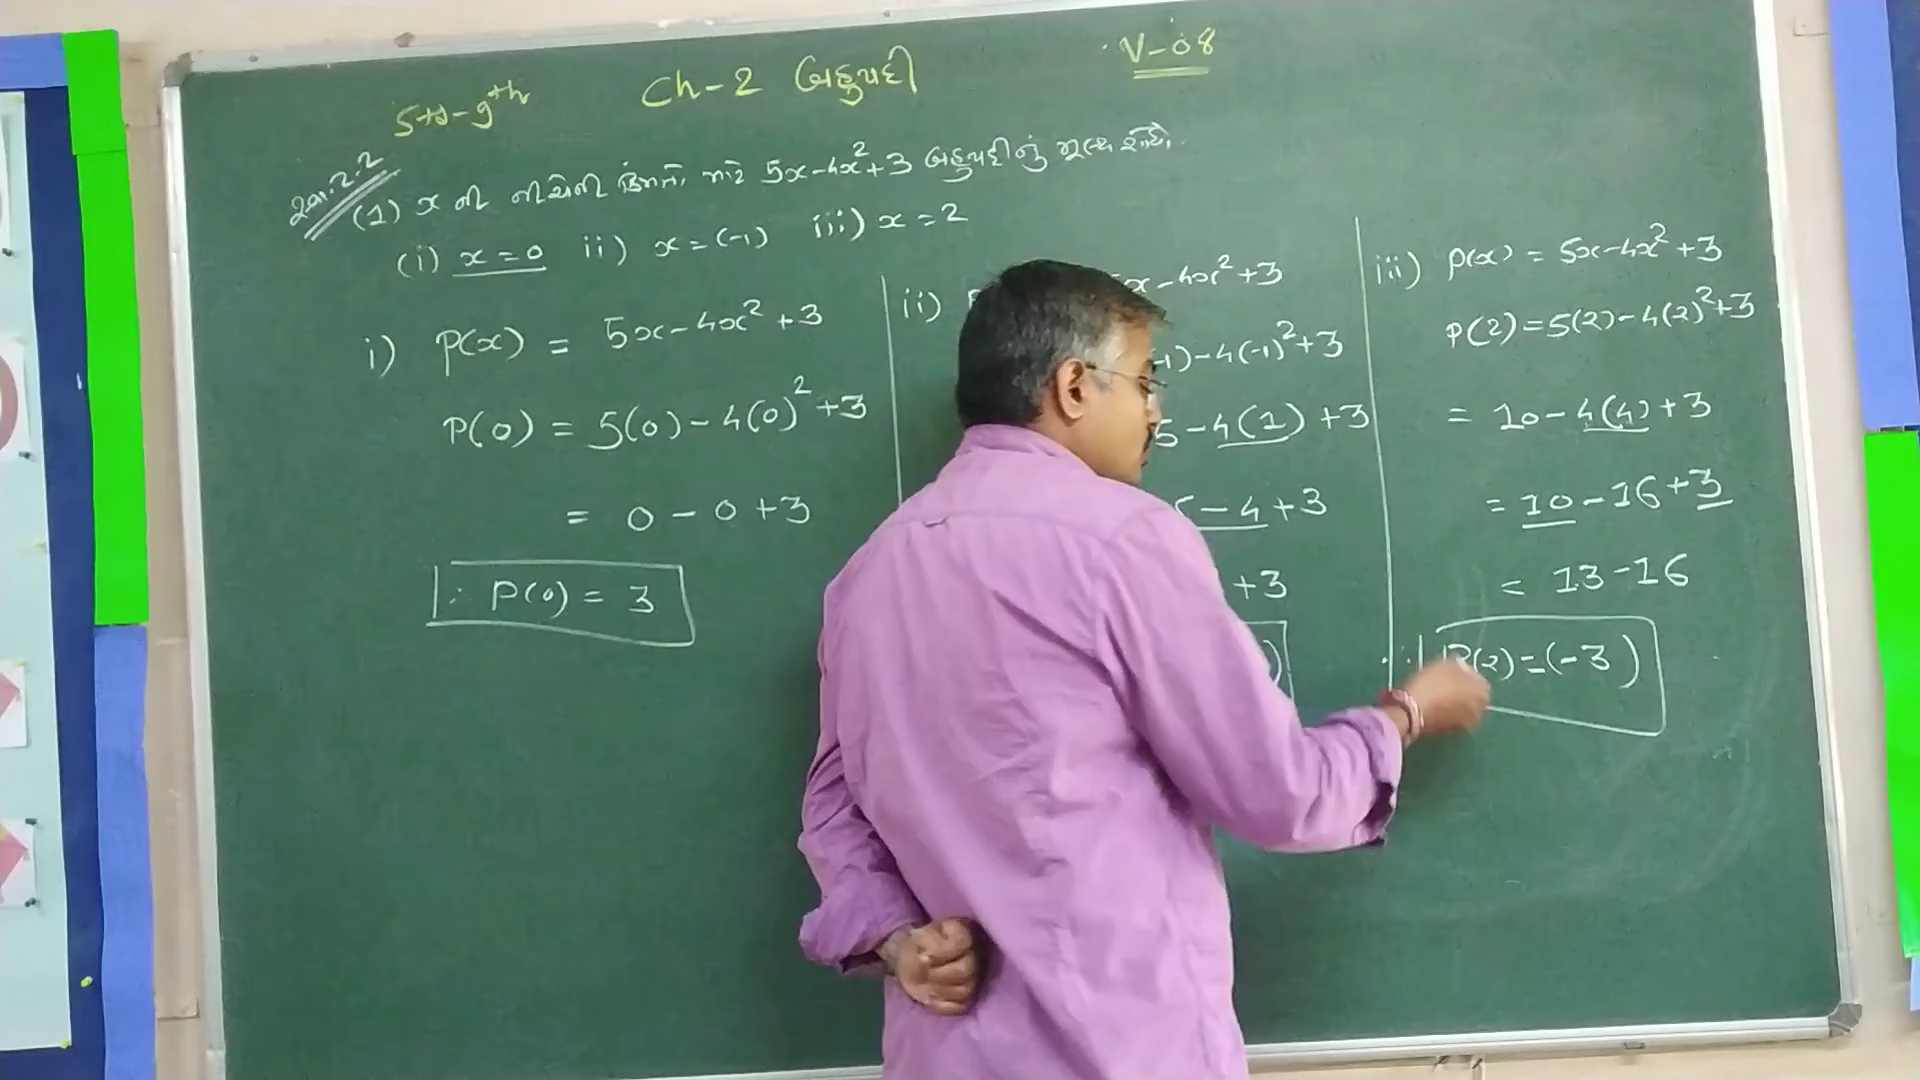 Std-9th Ch-2 બહુપદી V-08
સ્વા.2.2
(1) x ની નીચેની કિંમતો માટે 5x-4x²+3 બહુપદીનું મૂલ્ય શોધો.
(i) x=0 ii) x=(-1) iii) x=2
i) P(x) = 5x-4x²+3
P(0) = 5(0)-4(0)²+3
= 0-0+3
∴ P(0) = 3
ii) x-4x²+3
-1)-4(-1)²+3
5-4(1)+3
-4+3
+3
)
iii) P(x) = 5x-4x²+3
P(2)=5(2)-4(2)²+3
= 10-4(4)+3
= 10-16+3
= 13-16
∴ P(2)=(-3)